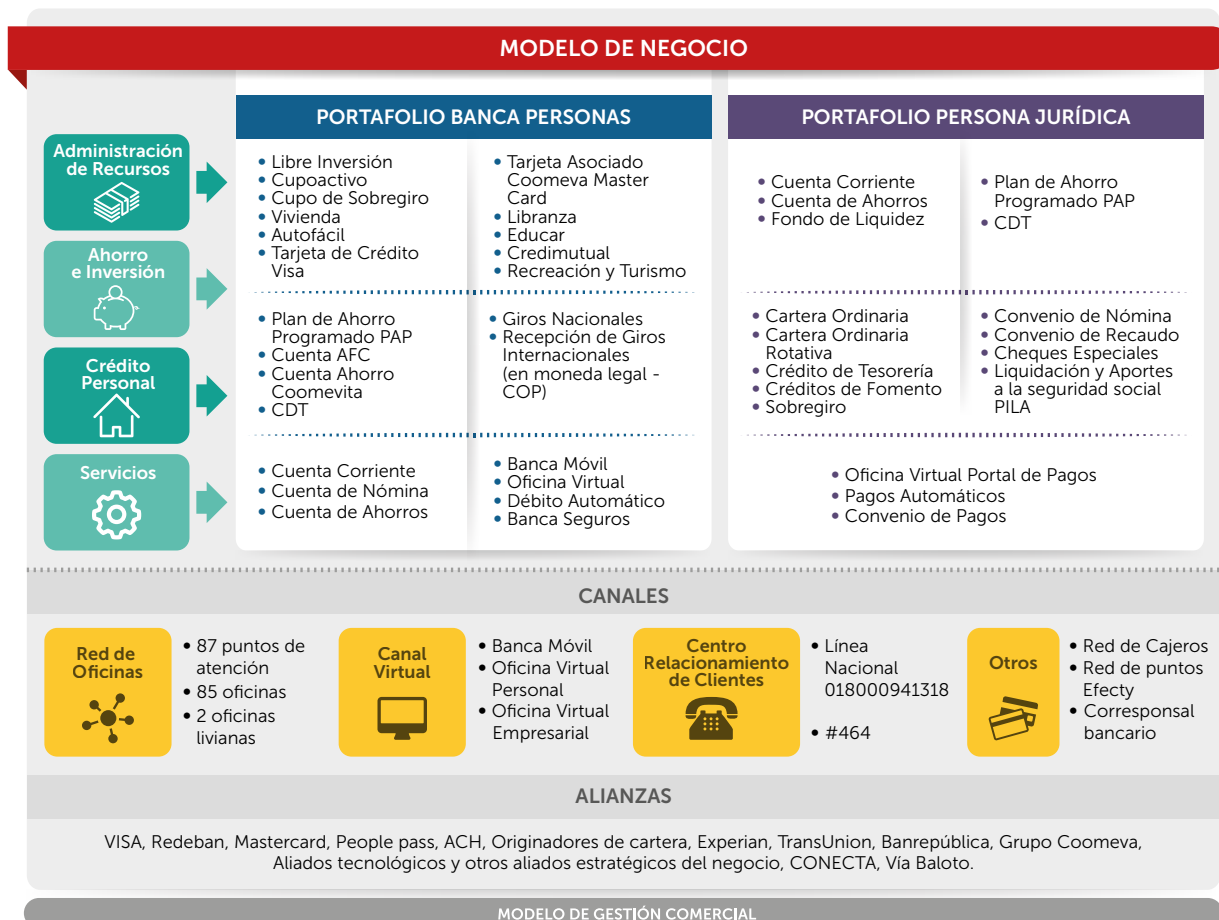 MODELO DE NEGOCIO
PORTAFOLIO BANCA PERSONAS
PORTAFOLIO PERSONA JURÍDICA
Administración
de Recursos
Ahorro
e Inversión
Crédito
Personal
Servicios
• Libre Inversión
• Cupoactivo
• Cupo de Sobregiro
• Vivienda
• Autofácil
• Tarjeta de Crédito
Visa
• Tarjeta Asociado
Coomeva Master
Card
• Libranza
• Educar
• Credimutual
• Recreación y Turismo
• Plan de Ahorro
Programado PAP
• Cuenta AFC
• Cuenta Ahorro
Coomevita
• CDT
• Giros Nacionales
• Recepción de Giros
Internacionales
(en moneda legal -
COP)
• Cuenta Corriente
• Cuenta de Nómina
• Cuenta de Ahorros
• Banca Móvil
• Oficina Virtual
• Débito Automático
• Banca Seguros
• Cuenta Corriente
• Cuenta de Ahorros
• Fondo de Liquidez
• Plan de Ahorro
Programado PAP
• CDT
• Cartera Ordinaria
• Cartera Ordinaria
Rotativa
• Crédito de Tesorería
• Créditos de Fomento
• Sobregiro
• Convenio de Nómina
• Convenio de Recaudo
• Cheques Especiales
• Liquidación y Aportes
a la seguridad social
PILA
• Oficina Virtual Portal de Pagos
• Pagos Automáticos
• Convenio de Pagos
CANALES
Red de
Oficinas
• 87 puntos de
atención
• 85 oficinas
• 2 oficinas
livianas
Canal
Virtual
• Banca Móvil
• Oficina Virtual
Personal
• Oficina Virtual
Empresarial
Centro
Relacionamiento
de Clientes
• Línea
Nacional
018000941318
• #464
Otros
• Red de Cajeros
• Red de puntos
Efecty
• Corresponsal
bancario
ALIANZAS
VISA, Redeban, Mastercard, People pass, ACH, Originadores de cartera, Experian, TransUnion, Banrepública, Grupo Coomeva,
Aliados tecnológicos y otros aliados estratégicos del negocio, CONECTA, Vía Baloto.
MODELO DE GESTIÓN COMERCIAL